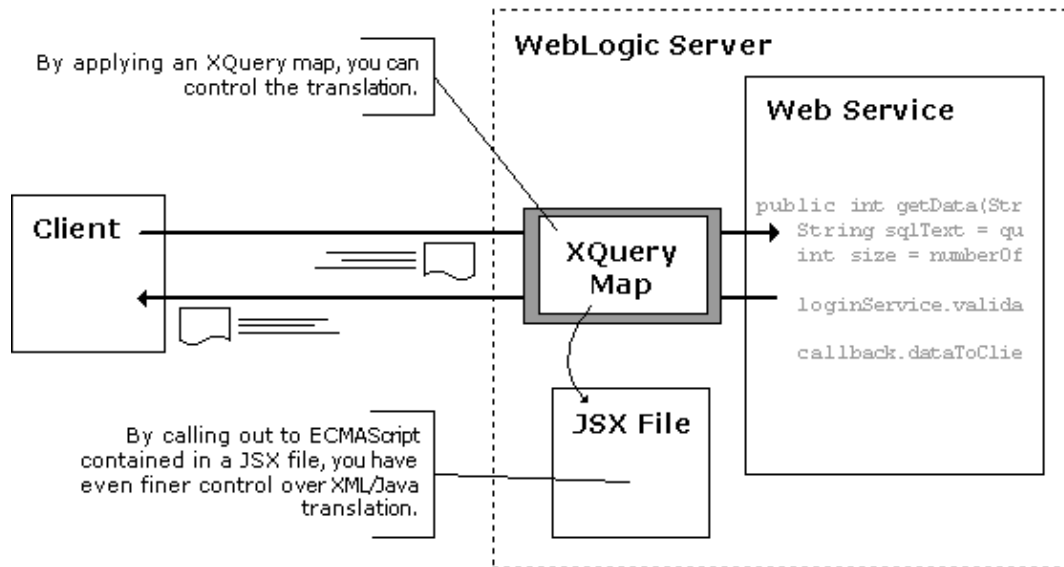 By applying an XQuery map, you can
control the translation.
WebLogic Server
Web Service
public int getData(Str
String sqlText = qu
int size = numberOf
loginService.valida
callback.dataToClie
Client
XQuery
Map
JSX File
By calling out to ECMAScript
contained in a JSX file, you have
even finer control over XML/Java
translation.